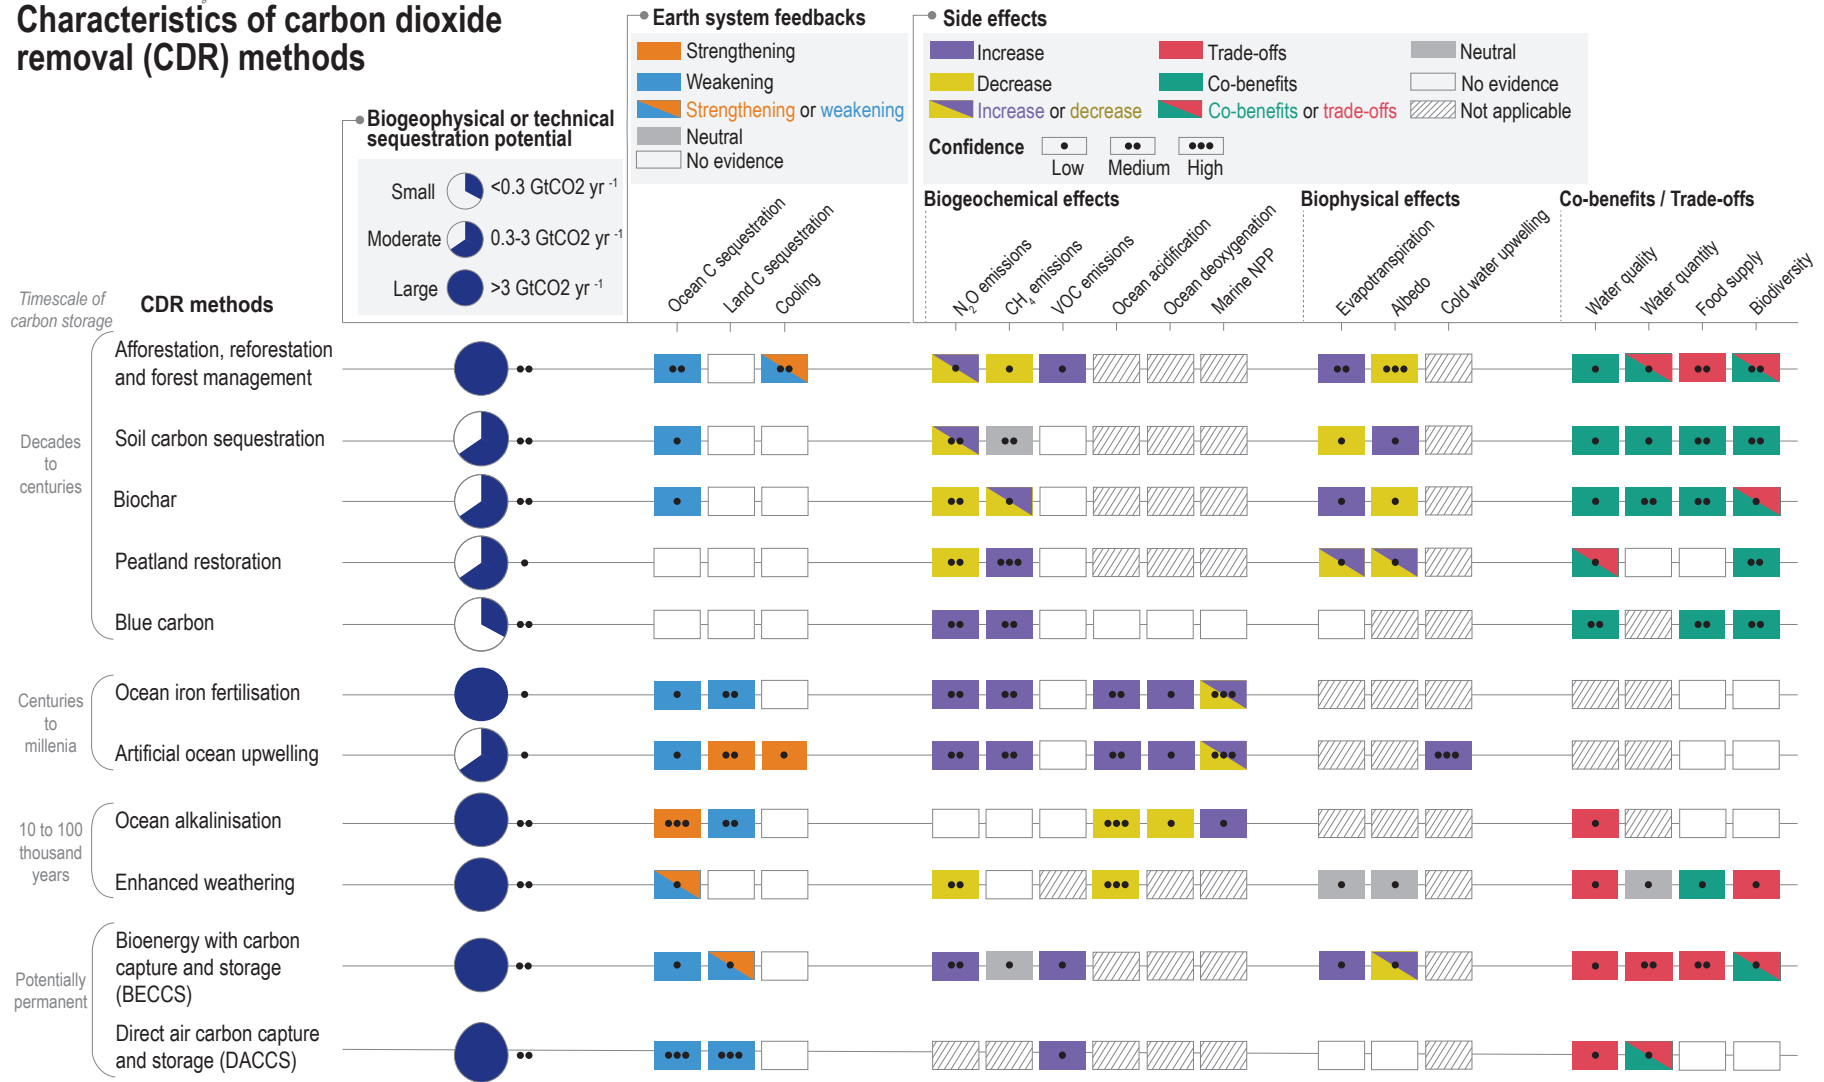 Characteristics of carbon dioxide
removal (CDR) methods
Biogeophysical or technical
sequestration potential
Small <0.3 GtCO2 yr -1
Moderate 0.3-3 GtCO2 yr -1
Large >3 GtCO2 yr -1
Earth system feedbacks
Strengthening
Weakening
Strengthening or weakening
Neutral
No evidence
Side effects
Increase Trade-offs Neutral
Decrease Co-benefits No evidence
Increase or decrease Co-benefits or trade-offs Not applicable
Confidence
Low Medium High
Biogeochemical effects Biophysical effects Co-benefits / Trade-offs
Ocean C sequestration
Land C sequestration
Cooling
N2O emissions
CH4 emissions
VOC emissions
Ocean acidification
Ocean deoxygenation
Marine NPP
Evapotranspiration
Albedo
Cold water upwelling
Water quality
Water quantity
Food supply
Biodiversity
Timescale of
carbon storage
CDR methods
Decades
to
centuries
Afforestation, reforestation
and forest management
Soil carbon sequestration
Biochar
Peatland restoration
Blue carbon
Centuries
to
millenia
Ocean iron fertilisation
Artificial ocean upwelling
10 to 100
thousand
years
Ocean alkalinisation
Enhanced weathering
Potentially
permanent
Bioenergy with carbon
capture and storage
(BECCS)
Direct air carbon capture
and storage (DACCS)